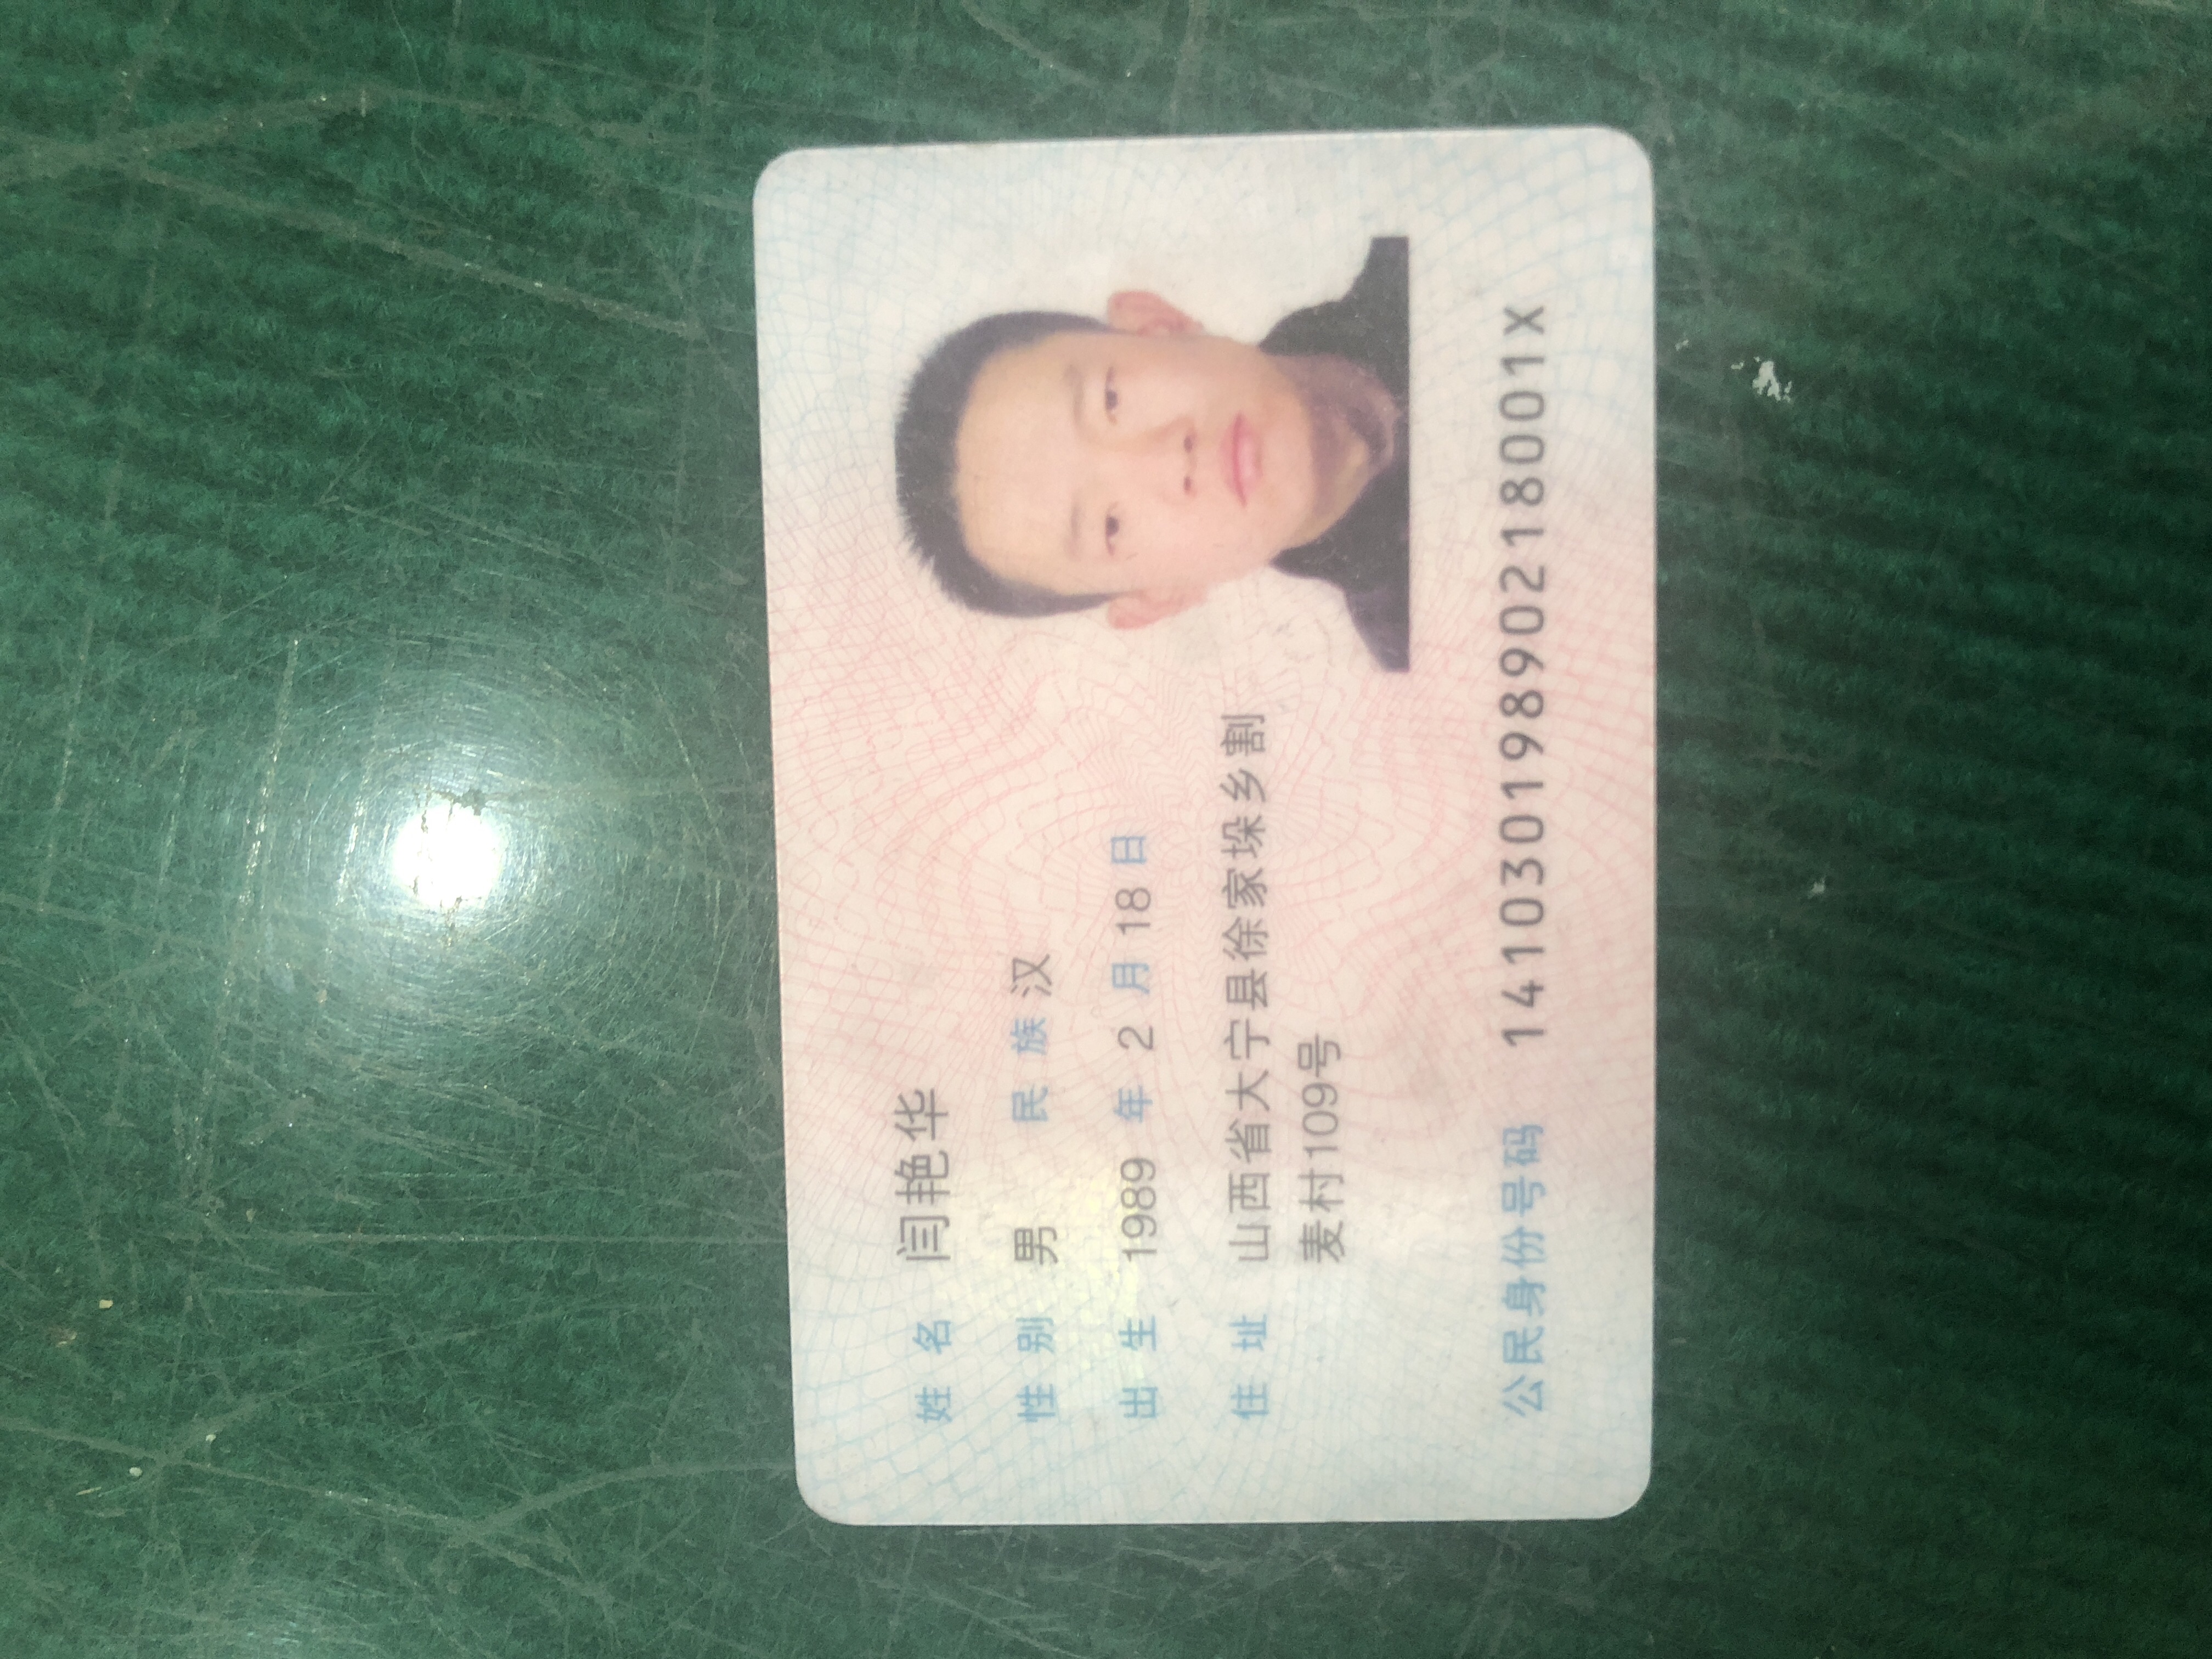 姓名 闫艳华
性别 男 民族 汉
出生 1989 年 2 月 18 日
住址 山西省大宁县徐家垛乡割
麦村109号
公民身份号码 14103019890218001X